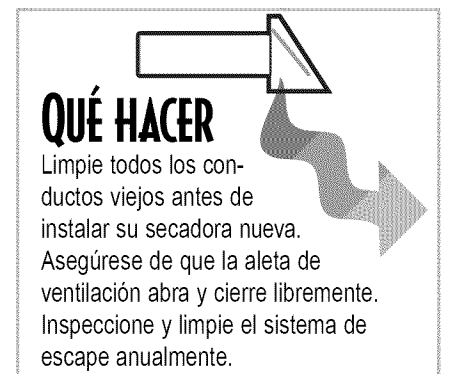 QUÉ HACER
Limpie todos los con-
ductos viejos antes de
instalar su secadora nueva.
Asegúrese de que la aleta de
ventilación abra y cierre libremente.
Inspeccione y limpie el sistema de
escape anualmente.